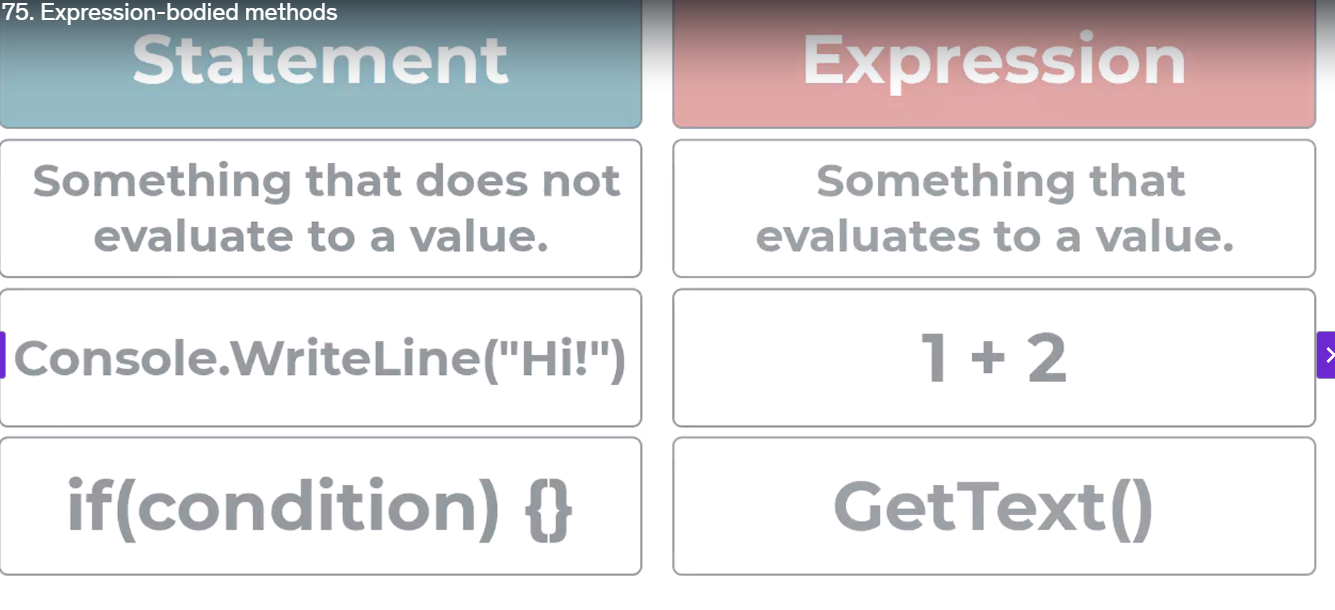 75. Expression-bodied methods
Statement
Expression
Something that does not
evaluate to a value.
Something that
evaluates to a value.
Console.WriteLine("Hi!")
1 + 2
if(condition) {}
GetText()